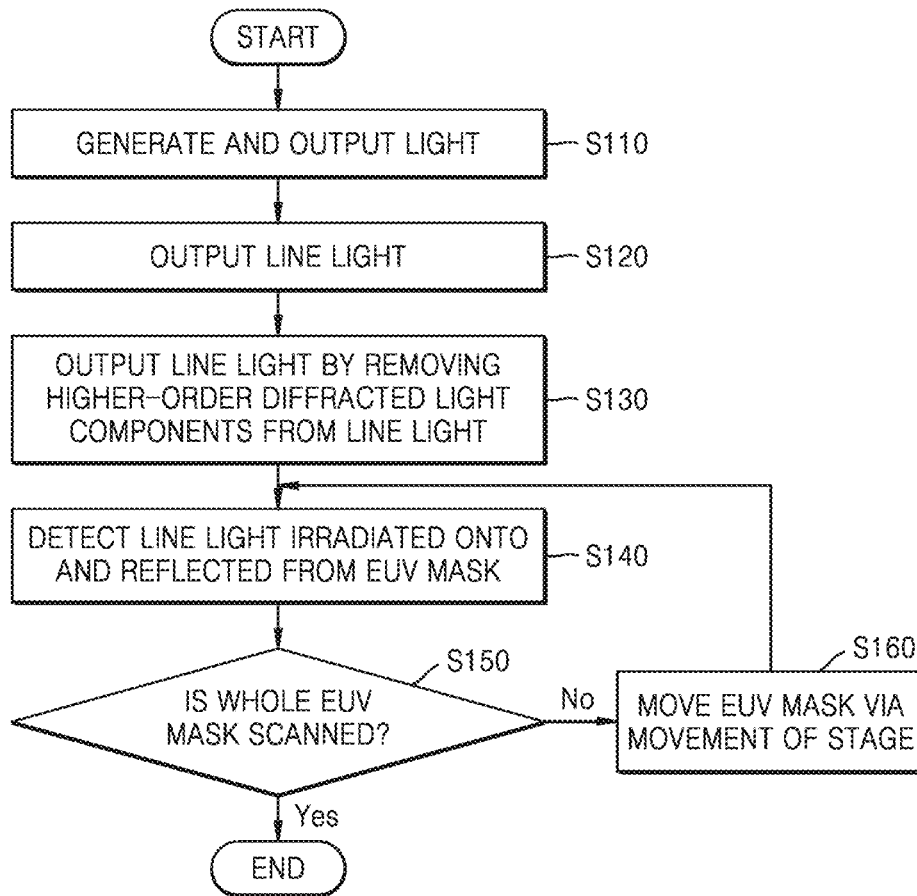 START
GENERATE AND OUTPUT LIGHT
S110
OUTPUT LINE LIGHT
S120
OUTPUT LINE LIGHT BY REMOVING
HIGHER-ORDER DIFFRACTED LIGHT
COMPONENTS FROM LINE LIGHT
S130
DETECT LINE LIGHT IRRADIATED ONTO
AND REFLECTED FROM EUV MASK
S140
S150
IS WHOLE EUV
MASK SCANNED?
No
S160
MOVE EUV MASK VIA
MOVEMENT OF STAGE
Yes
END